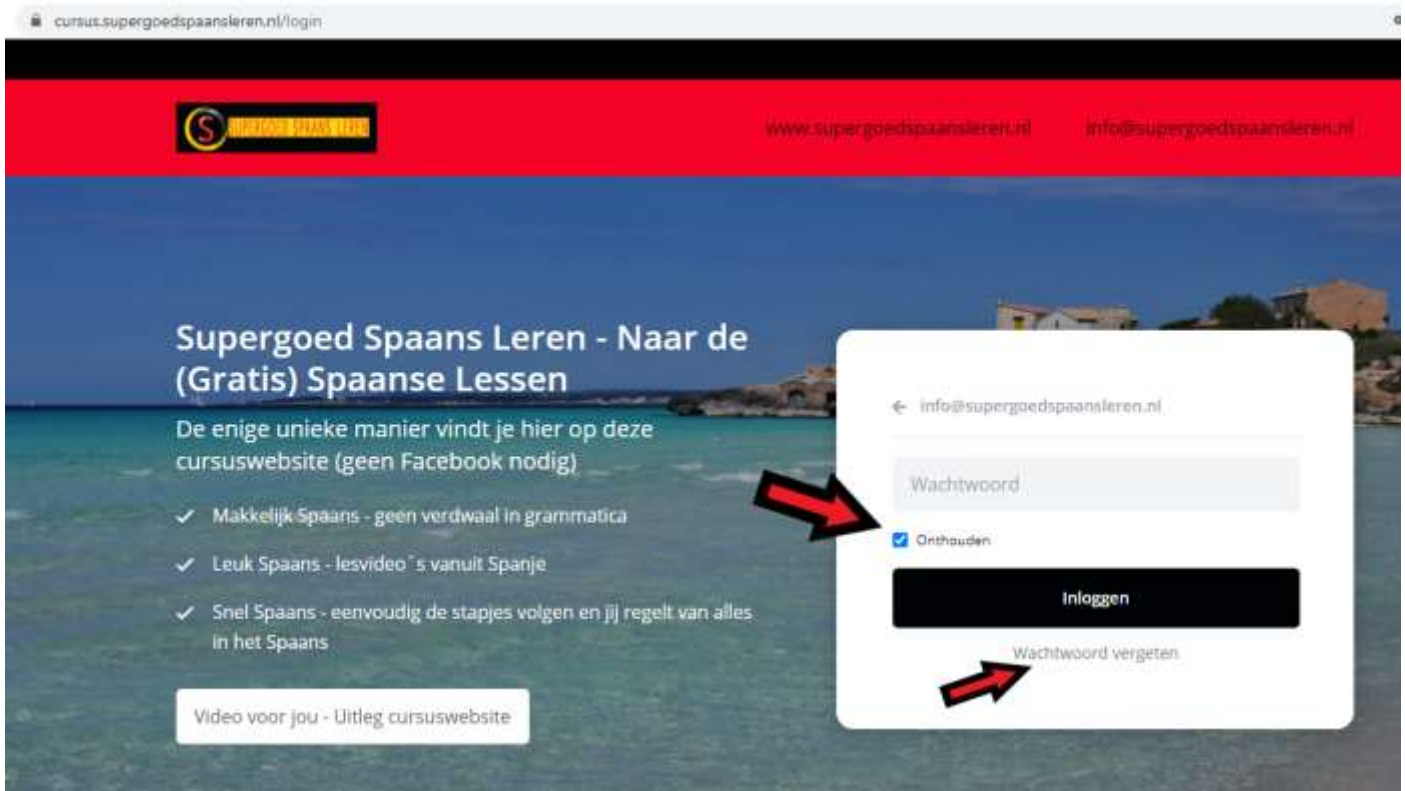 cursus.supergoedspaansleren.nl/login
SUPERGOED SPAANS LEREN
www.supergoedspaansleren.nl
info@supergoedspaansleren.nl
Supergoed Spaans Leren - Naar de
(Gratis) Spaanse Lessen
De enige unieke manier vindt je hier op deze
cursuswebsite (geen Facebook nodig)
Makkelijk Spaans - geen verdwaal in grammatica
Leuk Spaans - lesvideo´s vanuit Spanje
Snel Spaans - eenvoudig de stapjes volgen en jij regelt van alles
in het Spaans
Video voor jou - Uitleg cursuswebsite
info@supergoedspaansleren.nl
Wachtwoord
Onthouden
Inloggen
Wachtwoord vergeten